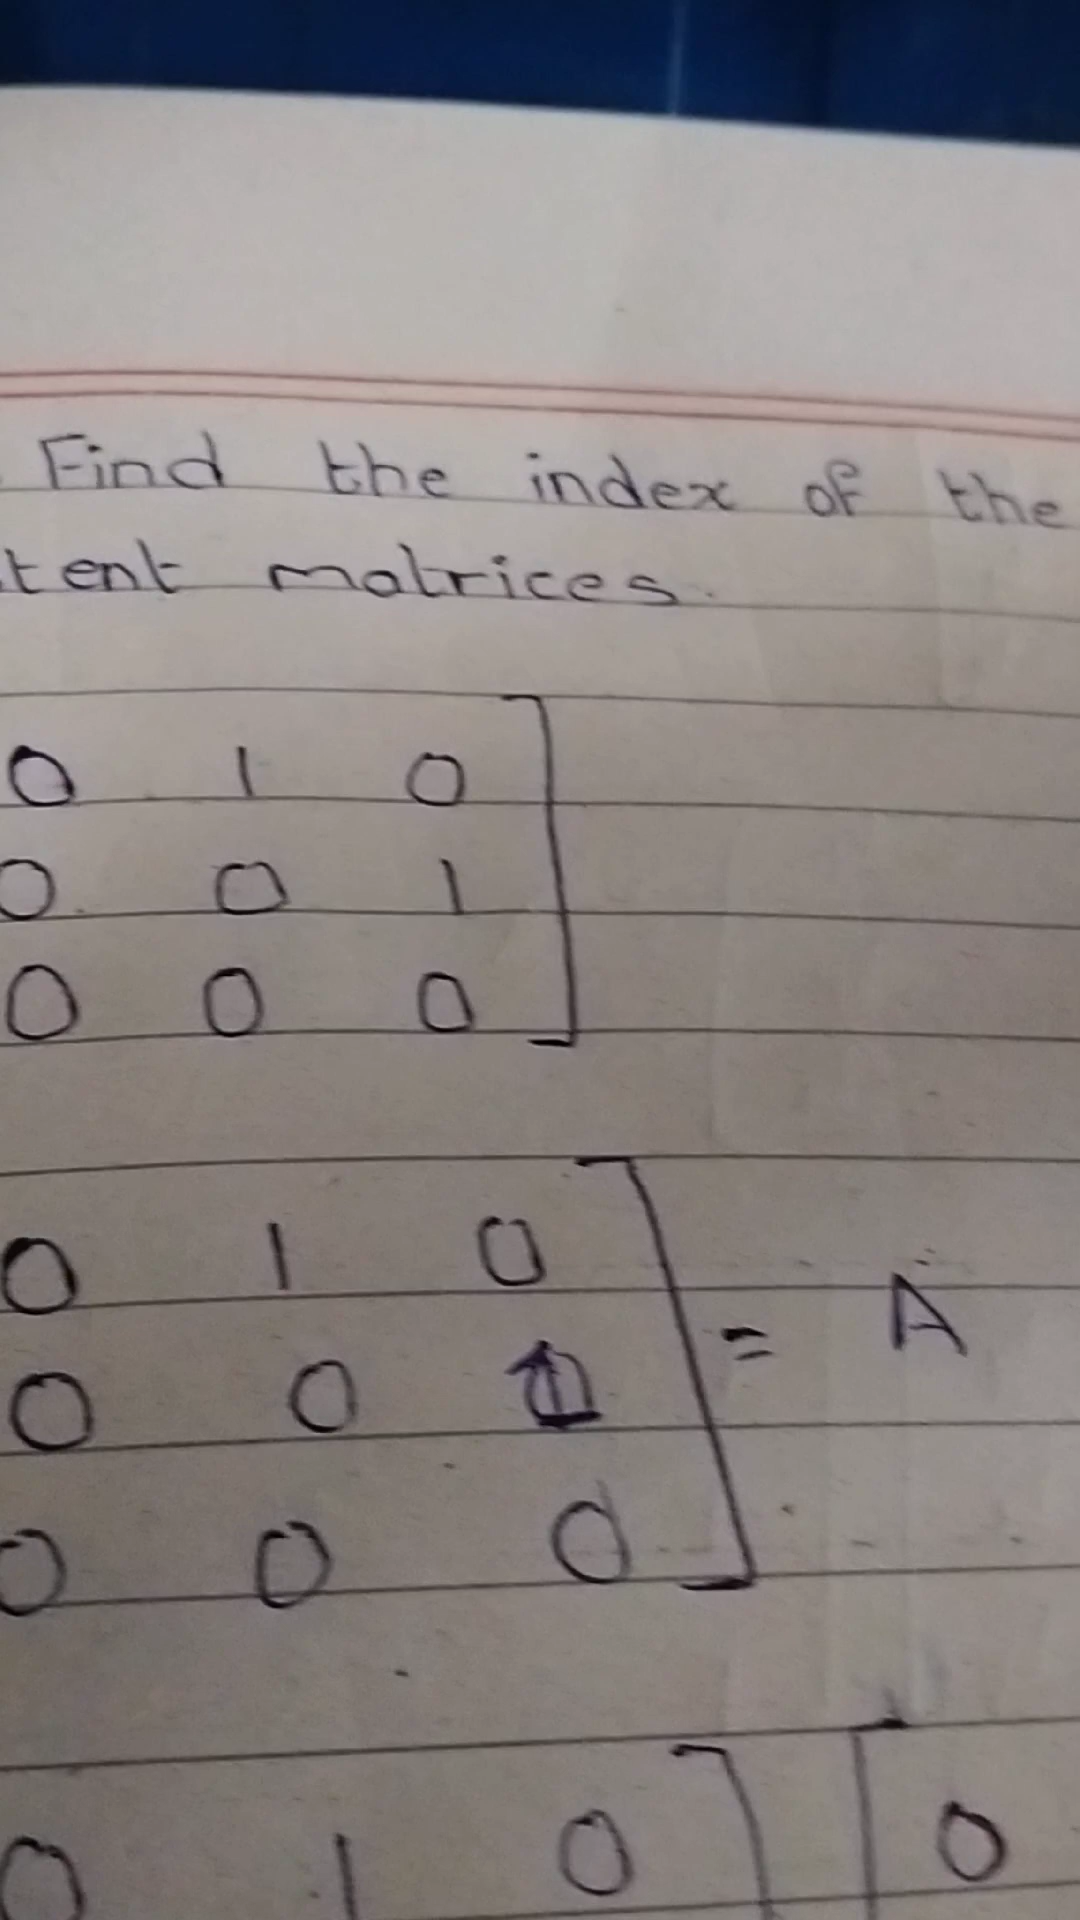 Find the index of the
tent matrices.
0 1 0
0 0 1
0 0 0
0 1 0
0 0 1 = A
0 0 0
0 1 0 0